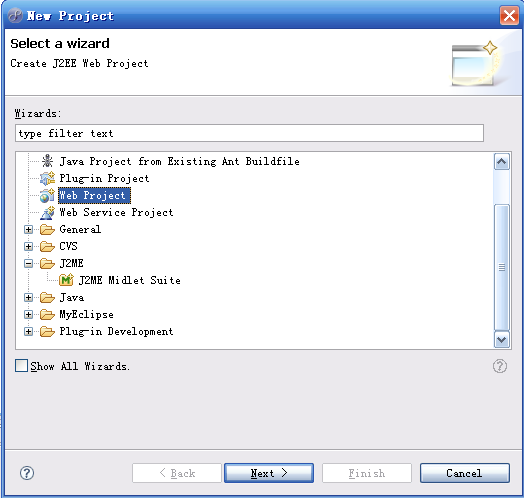 New Project
Select a wizard
Create J2EE Web Project
Wizards:
type filter text
Java Project from Existing Ant Buildfile
Plug-in Project
Web Project
Web Service Project
General
CVS
J2ME
J2ME Midlet Suite
Java
MyEclipse
Plug-in Development
Show All Wizards.
< Back Next > Finish Cancel